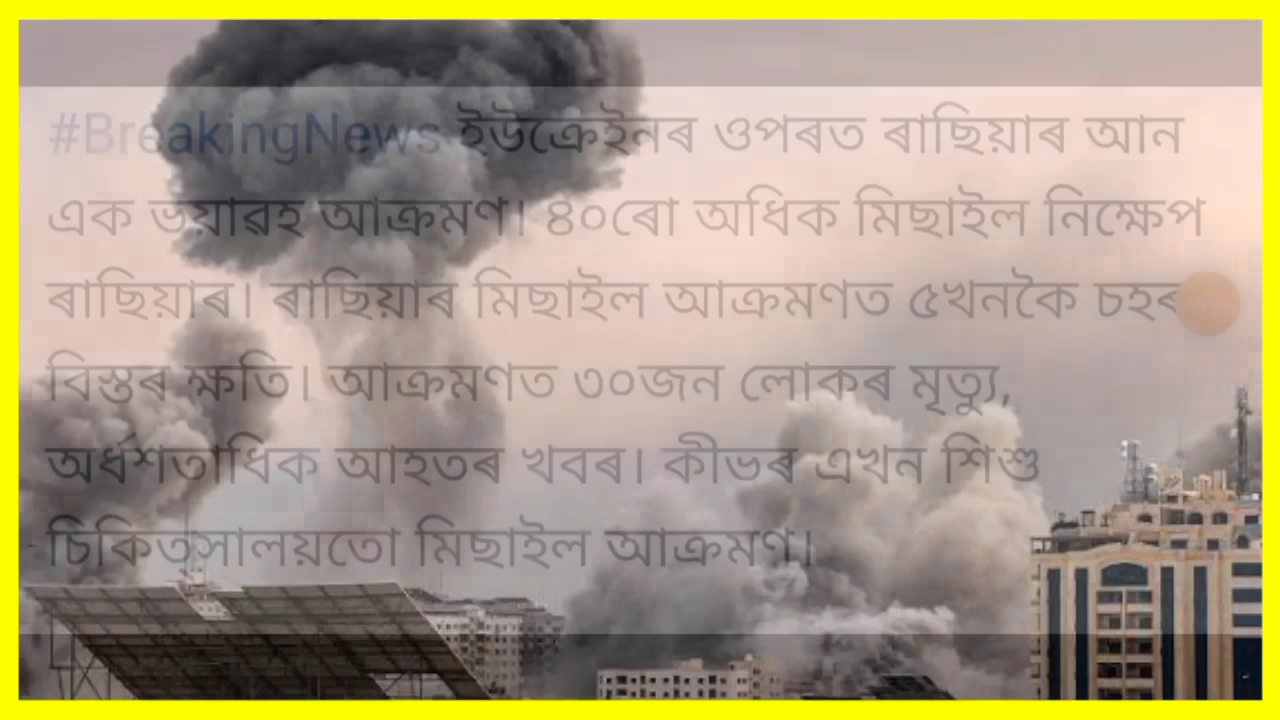 #BreakingNews ইউক্ৰেইনৰ ওপৰত ৰাছিয়াৰ আন
এক ভয়াৱহ আক্ৰমণ। ৪০ৰো অধিক মিছাইল নিক্ষেপ
ৰাছিয়াৰ। ৰাছিয়াৰ মিছাইল আক্ৰমণত ৫খনকৈ চহৰ
বিস্তৰ ক্ষতি। আক্ৰমণত ৩০জন লোকৰ মৃত্যু,
অৰ্ধশতাধিক আহতৰ খবৰ। কীভৰ এখন শিশু
চিকিত্সালয়তো মিছাইল আক্ৰমণ।